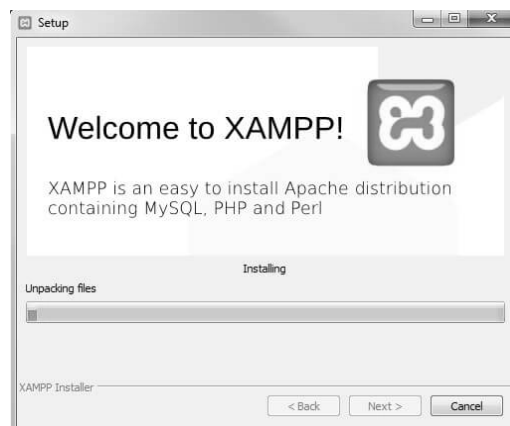 Setup
Welcome to XAMPP!
XAMPP is an easy to install Apache distribution
containing MySQL, PHP and Perl
Installing
Unpacking files
XAMPP Installer
< Back
Next >
Cancel